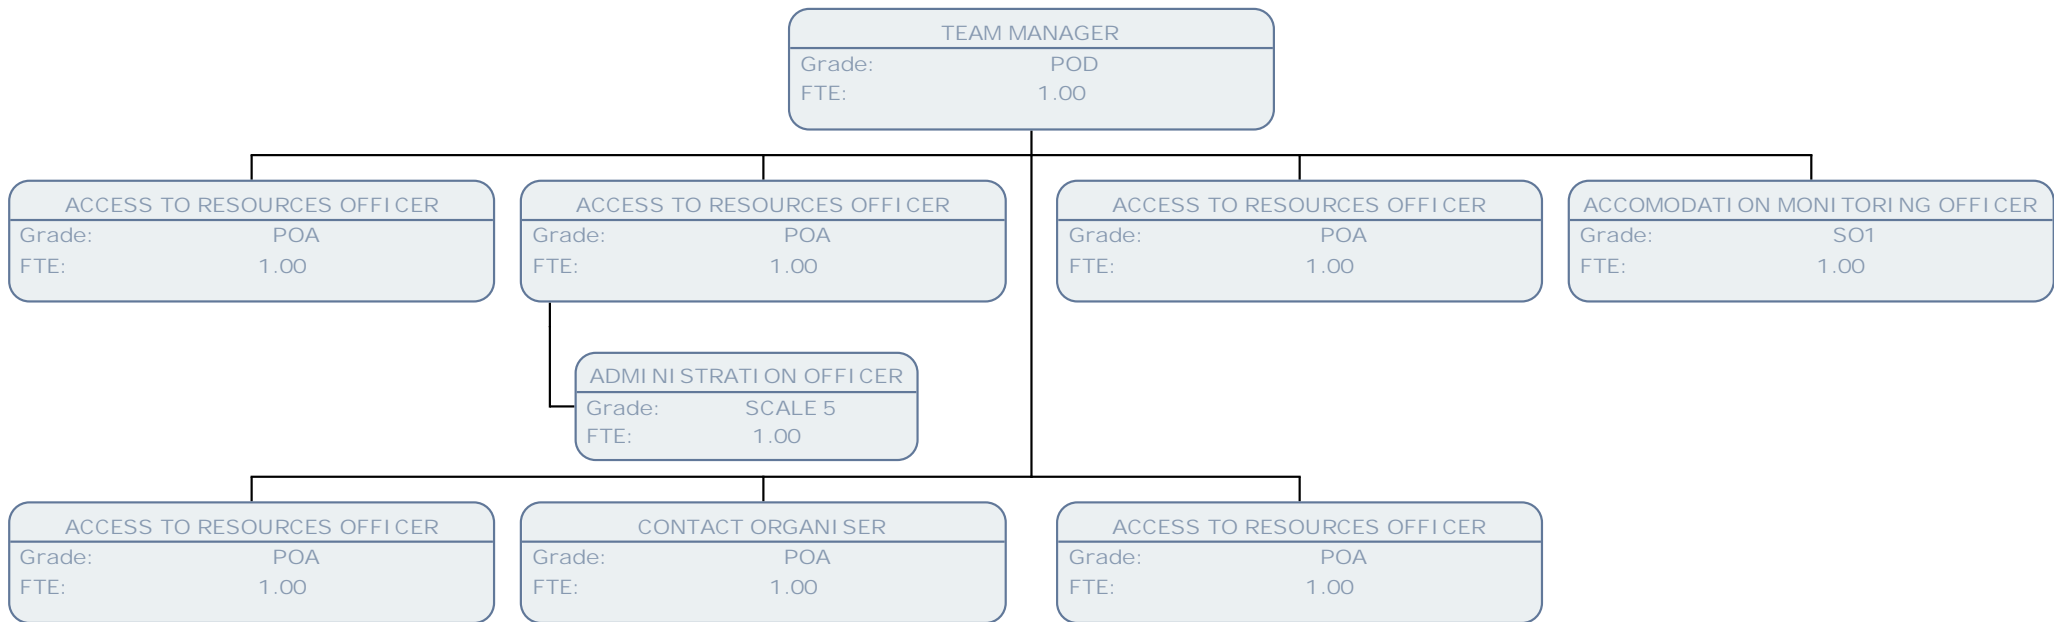 TEAM MANAGER
Grade: POD
FTE: 1.00
ACCESS TO RESOURCES OFFICER
Grade: POA
FTE: 1.00
ACCESS TO RESOURCES OFFICER
Grade: POA
FTE: 1.00
ACCESS TO RESOURCES OFFICER
Grade: POA
FTE: 1.00
ACCOMODATION MONITORING OFFICER
Grade: SO1
FTE: 1.00
ADMINISTRATION OFFICER
Grade: SCALE 5
FTE: 1.00
ACCESS TO RESOURCES OFFICER
Grade: POA
FTE: 1.00
CONTACT ORGANISER
Grade: POA
FTE: 1.00
ACCESS TO RESOURCES OFFICER
Grade: POA
FTE: 1.00